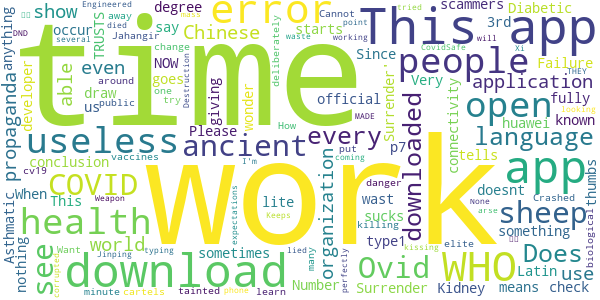 time
work
This app
download
app
WHO
COVID
health
people
open
error
useless
ancient
language
sheep
Ovid
see
every
downloaded
organization
application
propaganda
Does
use
show
degree
Chinese
occur
starts
Since
sometimes
world
even
able
developer
us
draw
say
goes
NOW
giving
wonder
Please.
official
3rd
scammers
Diabetic
Failure
Very
fully
known
connectivity
huawei
p7
Surrender'
Surrender
tells
doesnt
Crashed
thumbs
something
Latin
means
check
Kidney
Number
type1
sucks
wast
lite
elite
killing
danger
MADE
put
How
away
anything
TRUSTS
DND
Engineered
Cannot
several
died
mass
tried
Jahangir
change
around
public
one
try
point
working
waste
deliberately
Destruction
CovidSafe
Xi
will
any
THEY
looking
conclusion
vaccines
cv19
Weapon
When
This
Asthmatic
nothing
Want
Jinping
minute
cartels
corrupted
typing
Keeps
lied
tainted
phone
learn
expectations
I'm
coming
many
perfectly
kissing
arse
None
biological